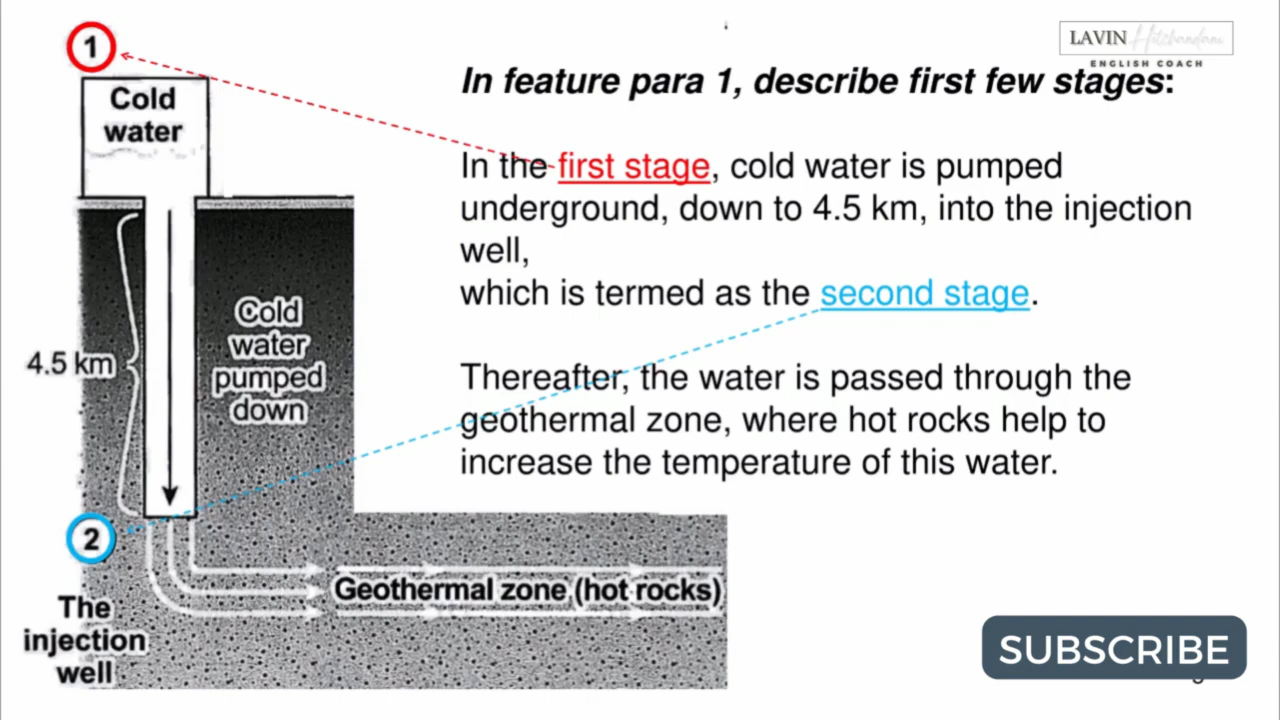 1
Cold
water
4.5 km
Cold
water
pumped
down
2
The
injection
well
Geothermal zone (hot rocks)
LAVIN Hitchandani
ENGLISH COACH
In feature para 1, describe first few stages:
In the first stage, cold water is pumped
underground, down to 4.5 km, into the injection
well,
which is termed as the second stage.
Thereafter, the water is passed through the
geothermal zone, where hot rocks help to
increase the temperature of this water.
SUBSCRIBE